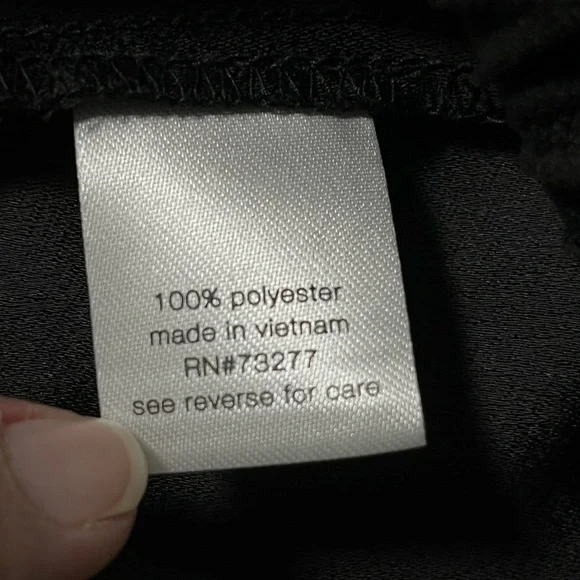 100% polyester
made in vietnam
RN#73277
see reverse for care